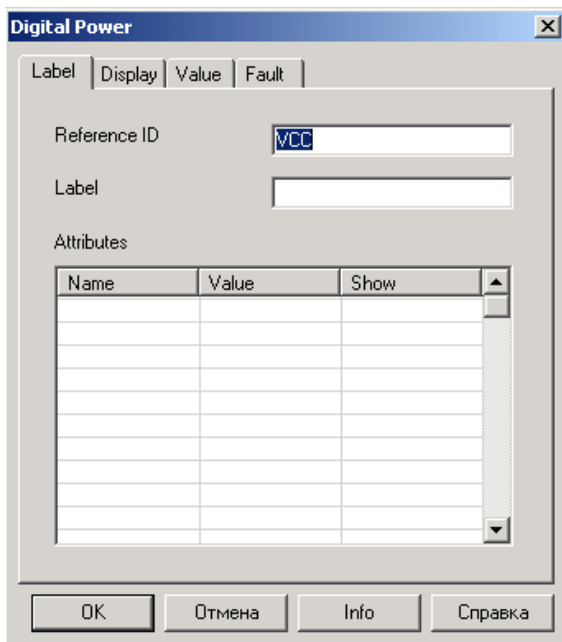 Digital Power
Label Display Value Fault
Reference ID VCC
Label
Attributes
Name Value Show
OK Отмена Info Справка